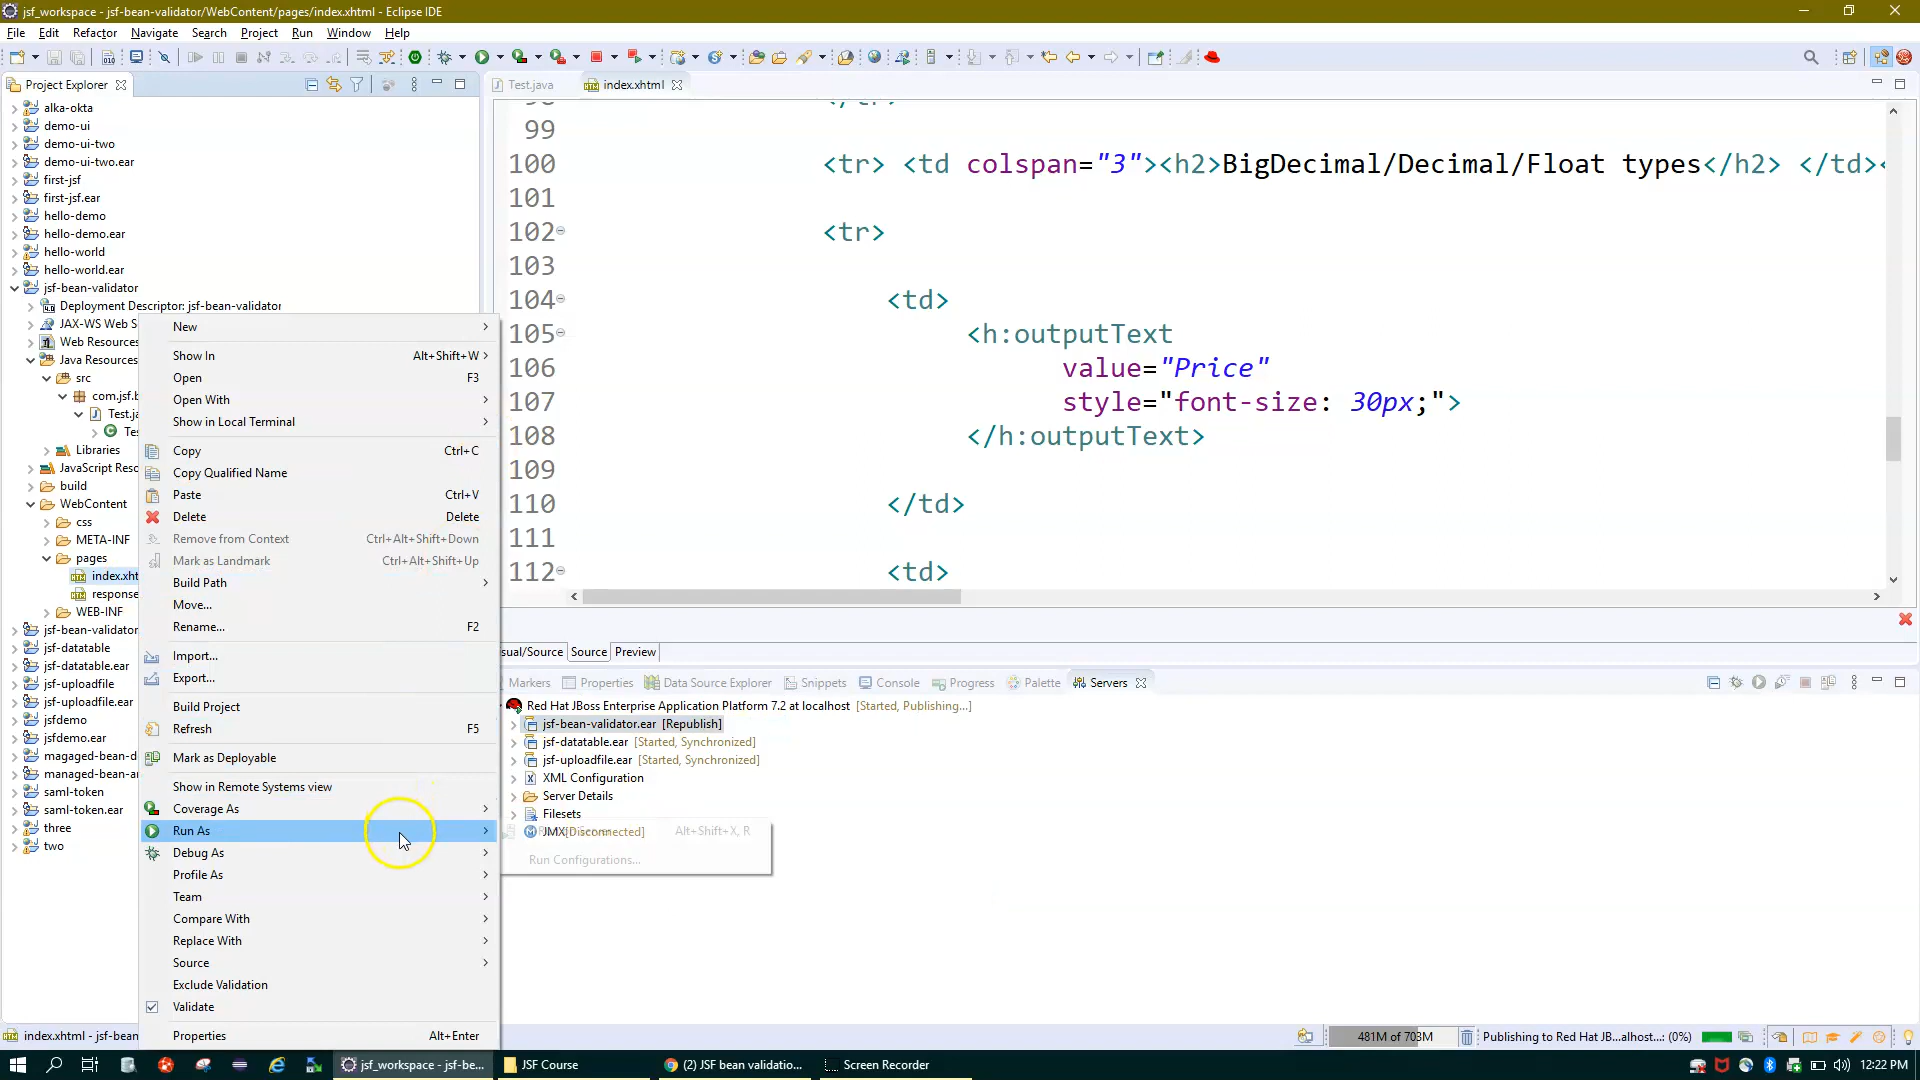 jsf_workspace - jsf-bean-validator/WebContent/pages/index.xhtml - Eclipse IDE
File Edit Refactor Navigate Search Project Run Window Help
Project Explorer
Test.java index.xhtml
alka-okta
demo-ui
demo-ui-two
demo-ui-two.ear
first-jsf
first-jsf.ear
hello-demo
hello-demo.ear
hello-world
hello-world.ear
jsf-bean-validator
Deployment Descriptor: jsf-bean-validator
JAX-WS Web S
Web Resources
Java Resources
src
com.jsf.b
Test.ja
Tes
Libraries
JavaScript Reso
build
WebContent
css
META-INF
pages
index.xht
response
WEB-INF
jsf-bean-validator
jsf-datatable
jsf-datatable.ear
jsf-uploadfile
jsf-uploadfile.ear
jsfdemo
jsfdemo.ear
magaged-bean-d
managed-bean-an
saml-token
saml-token.ear
three
two
New
Show In Alt+Shift+W
Open F3
Open With
Show in Local Terminal
Copy Ctrl+C
Copy Qualified Name
Paste Ctrl+V
Delete Delete
Remove from Context Ctrl+Alt+Shift+Down
Mark as Landmark Ctrl+Alt+Shift+Up
Build Path
Move...
Rename... F2
Import...
Export...
Build Project
Refresh F5
Mark as Deployable
Show in Remote Systems view
Coverage As
Run As
Debug As
Profile As
Team
Compare With
Replace With
Source
Exclude Validation
Validate
Properties Alt+Enter
98 </tr>
99
100 <tr> <td colspan="3"><h2>BigDecimal/Decimal/Float types</h2> </td><
101
102 <tr>
103
104 <td>
105 <h:outputText
106 value="Price"
107 style="font-size: 30px;">
108 </h:outputText>
109
110 </td>
111
112 <td>
sual/Source Source Preview
Markers Properties Data Source Explorer Snippets Console Progress Palette Servers
Red Hat JBoss Enterprise Application Platform 7.2 at localhost [Started, Publishing...]
jsf-bean-validator.ear [Republish]
jsf-datatable.ear [Started, Synchronized]
jsf-uploadfile.ear [Started, Synchronized]
XML Configuration
Server Details
Filesets
JMX[Disconnected] Alt+Shift+X, R
Run Configurations...
index.xhtml - jsf-bean 481M of 703M Publishing to Red Hat JB...alhost...: (0%)
jsf_workspace - jsf-be... JSF Course (2) JSF bean validatio... Screen Recorder 12:22 PM